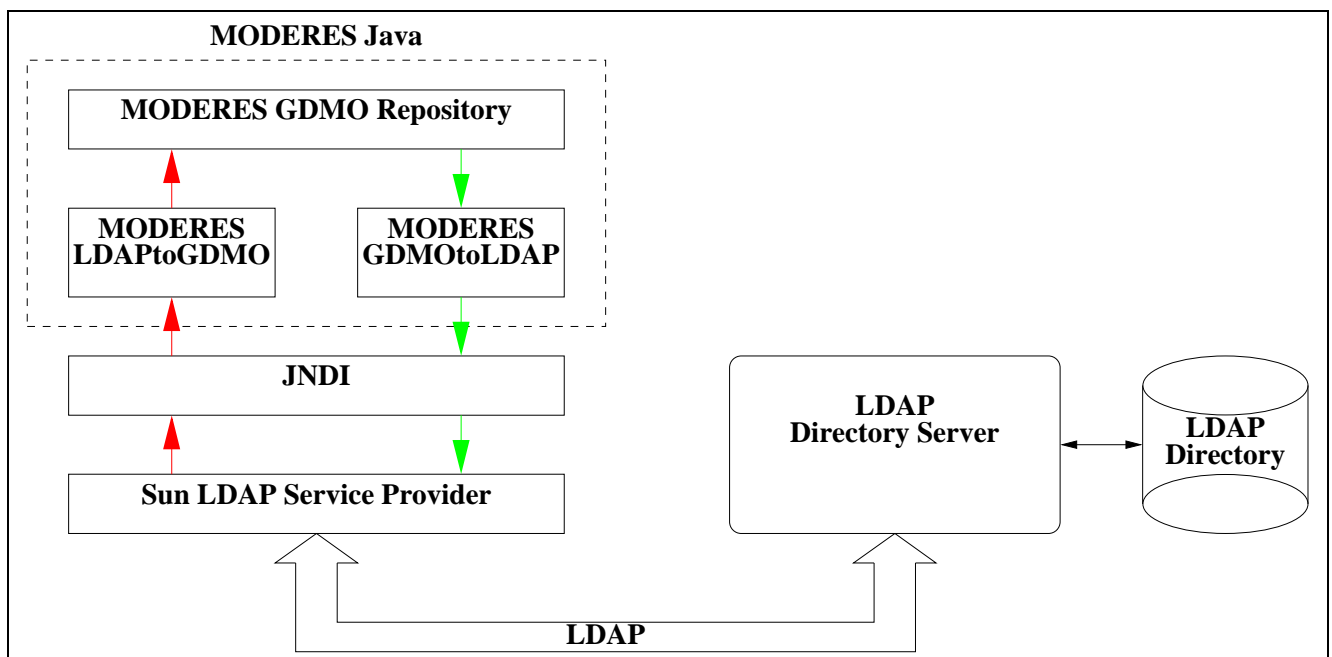 MODERES Java
MODERES GDMO Repository
MODERES
LDAPtoGDMO
MODERES
GDMOtoLDAP
JNDI
Sun LDAP Service Provider
LDAP
Directory Server
LDAP
Directory
LDAP